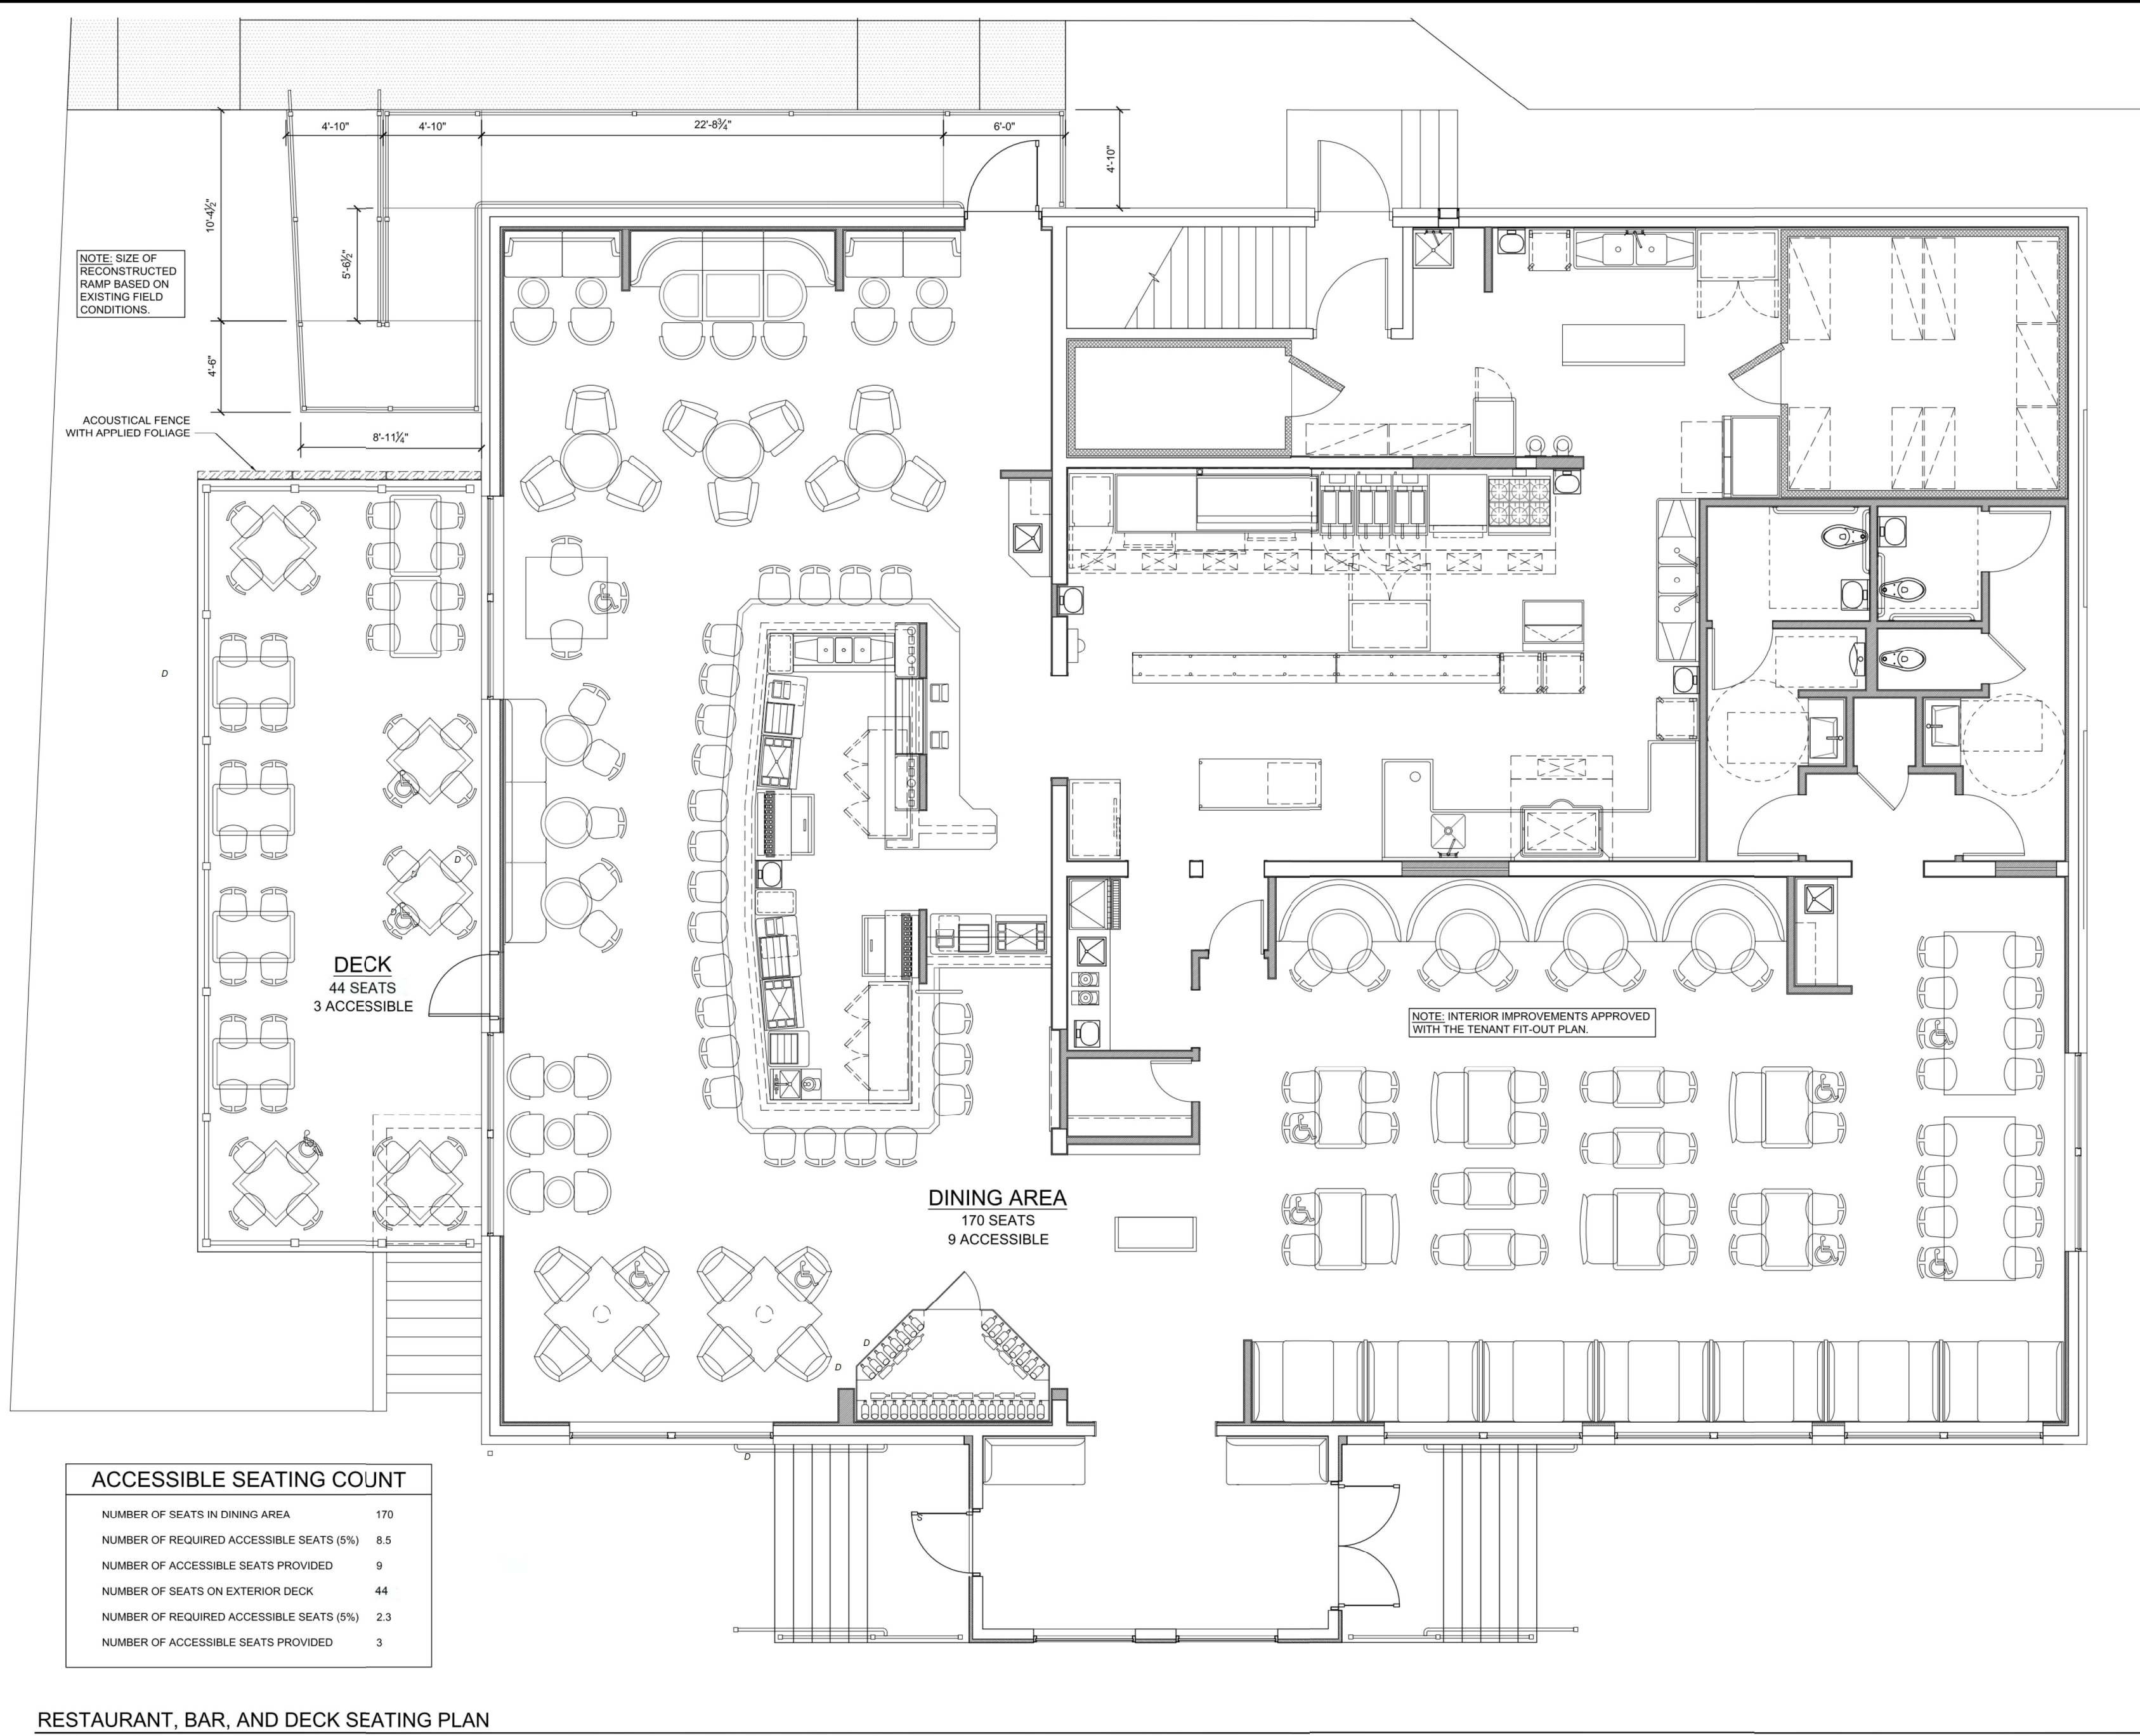 4'-10"
4'-10"
22'-8¾"
6'-0"
4'-10"
10'-4½"
5'-6½"
NOTE: SIZE OF
RECONSTRUCTED
RAMP BASED ON
EXISTING FIELD
CONDITIONS.
4'-6"
ACOUSTICAL FENCE
WITH APPLIED FOLIAGE
8'-11¼"
D
D
D
DECK
44 SEATS
3 ACCESSIBLE
NOTE: INTERIOR IMPROVEMENTS APPROVED
WITH THE TENANT FIT-OUT PLAN.
DINING AREA
170 SEATS
9 ACCESSIBLE
D
D
D
S
ACCESSIBLE SEATING COUNT
NUMBER OF SEATS IN DINING AREA 170
NUMBER OF REQUIRED ACCESSIBLE SEATS (5%) 8.5
NUMBER OF ACCESSIBLE SEATS PROVIDED 9
NUMBER OF SEATS ON EXTERIOR DECK 44
NUMBER OF REQUIRED ACCESSIBLE SEATS (5%) 2.3
NUMBER OF ACCESSIBLE SEATS PROVIDED 3
RESTAURANT, BAR, AND DECK SEATING PLAN